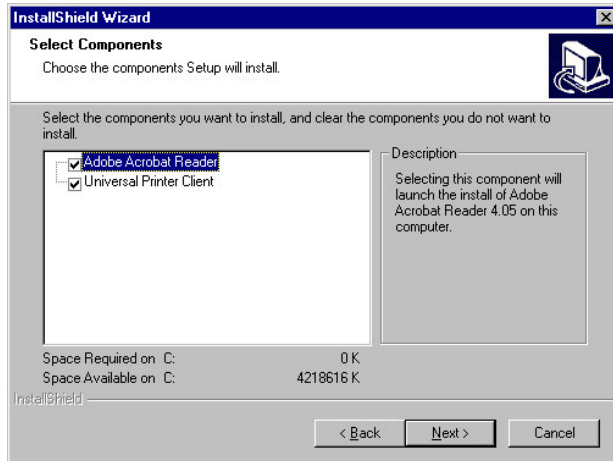 InstallShield Wizard
Select Components
Choose the components Setup will install.
Select the components you want to install, and clear the components you do not want to
install.
Adobe Acrobat Reader
Universal Printer Client
Description
Selecting this component will
launch the install of Adobe
Acrobat Reader 4.05 on this
computer.
Space Required on C: 0 K
Space Available on C: 4218616 K
InstallShield
< Back Next > Cancel